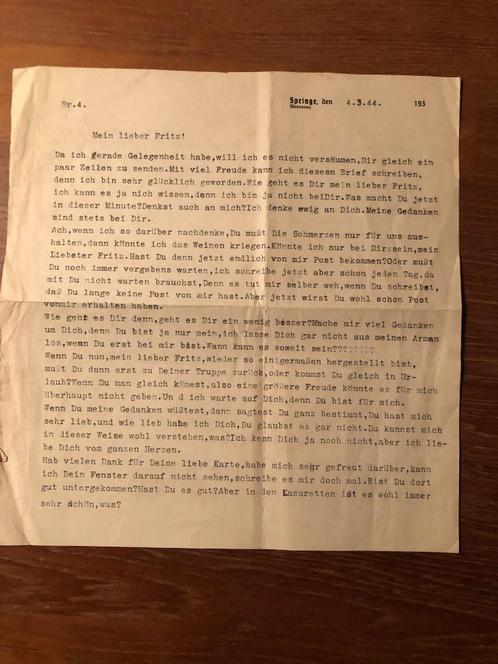 Nr.4.
Springe, den 4.3.44. 193
(Hannover)
Mein lieber Fritz!
Da ich gerade Gelegenheit habe,will ich es nicht versäumen,Dir gleich ein
paar Zeilen zu senden.Mit viel Freude kann ich diesesn Brief schreiben,
denn ich bin sehr glücklich geworden.Wie geht es Dir mein lieber Fritz,
ich kann es ja nich wissen,dann ich bin ja nicht beiDir.Was macht Du jetzt
in dieser Minute?Denkst auch an mich?Ich denke ewig an Dich.Meine Gedanken
sind stets bei Dir.
Ach,wenn ich so darüber nachdenke,Du mußt Die Schmerzen nur für uns aus-
halten,dann könnte ich das Weinen kriegen.Könnte ich nur bei Dirxsein,mein
Liebster Fritz.Hast Du denn jetzt endlich von mir Post bekommen?Oder mußt
Du noch immer vergebens warten,ich schreibe jetzt aber schon jeden Tag,da
mit Du nicht warten brauchst,Denn es tut mir selber weh,wenn Du schreibst,
daß Du lange keine Post von mir hast.Aber jetzt wirst Du wohl schon Post
vonmir erhalten haben.
Wie geht es Dir denn,geht es Dir ein wenig besser?Mache mir viel Gedanken
um Dich,denn Du bist ja nur mein,ich lasse Dich gar nicht aus meinen Arman
los,wenn Du erst bei mir bist.Wann kann es soweit sein????????
Wenn Du nun,mein lieber Fritz,wieder so einigermaßen hergestellt bist,
mußt Du dann erst zu Deiner Truppe zurück,oder kommst Du gleich in Ur-
laub?Wenn Du man gleich kämest,also eine größere Freude könnte es für mich
überhaupt nicht geben.Un d ich warte auf Dich,denn Du bist für mich.
Wenn Du meine Gedanken wüßtest,dann sagtest Du ganz bestimmt,Du hast mich
sehr lieb,und wie lieb habe ich Dich,Du glaubst es gar nicht.Du kannst mich
in dieser Weise wohl verstehen,was?Ich kenn Dich ja noch nicht,aber ich lie-
be Dich vom ganzen Herzen.
Hab vielen Dank für Deine liebe Karte,habe mich sehr gefreut darüber,kann
ich Dein Fenster darauf nicht sehen,schreibe es mir doch mal.Bist Du dort
gut untergekommen?Hast Du es gut?Aber in den Lazaretten ist es wohl immer
sehr schön,was?